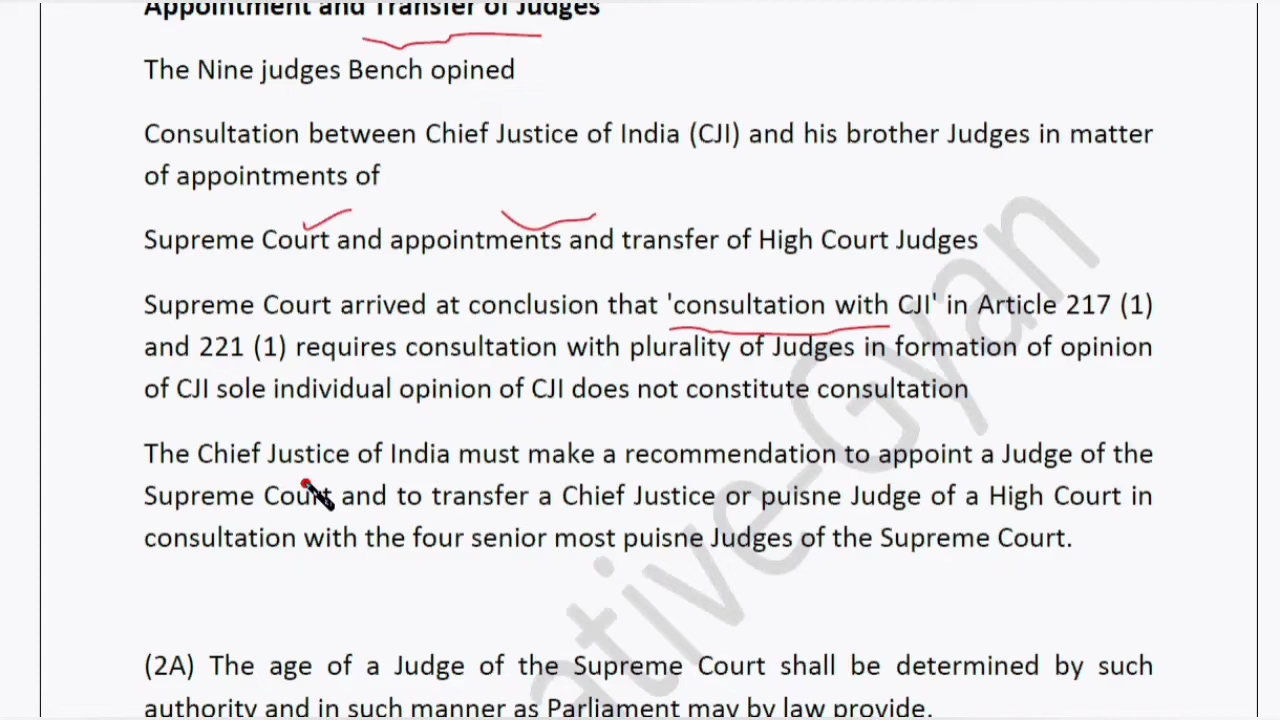 Appointment and Transfer of Judges
The Nine judges Bench opined
Consultation between Chief Justice of India (CJI) and his brother Judges in matter
of appointments of
Supreme Court and appointments and transfer of High Court Judges
Supreme Court arrived at conclusion that 'consultation with CJI' in Article 217 (1)
and 221 (1) requires consultation with plurality of Judges in formation of opinion
of CJI sole individual opinion of CJI does not constitute consultation
The Chief Justice of India must make a recommendation to appoint a Judge of the
Supreme Court and to transfer a Chief Justice or puisne Judge of a High Court in
consultation with the four senior most puisne Judges of the Supreme Court.
(2A) The age of a Judge of the Supreme Court shall be determined by such
authority and in such manner as Parliament may by law provide.
ative-Gyan